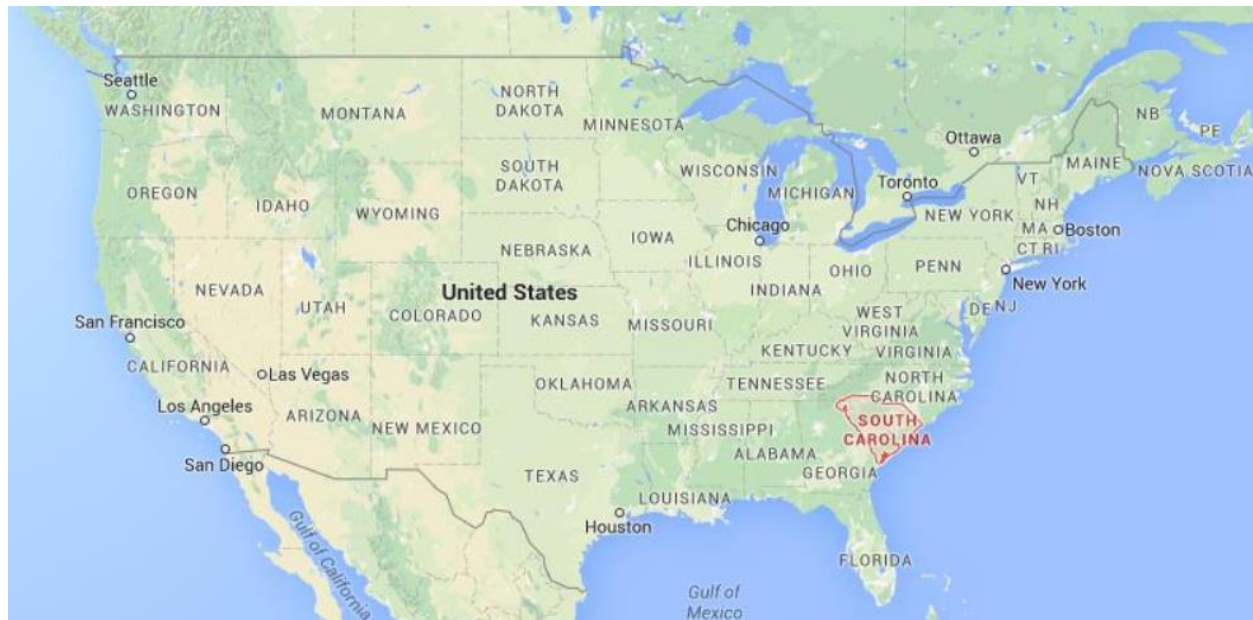 Seattle
WASHINGTON
MONTANA
NORTH
DAKOTA
MINNESOTA
Ottawa
NB
PE
MAINE
NOVA SCOTIA
OREGON
IDAHO
WYOMING
SOUTH
DAKOTA
WISCONSIN
MICHIGAN
Toronto
VT
NH
NEW YORK
MA
Boston
CT RI
Chicago
IOWA
NEBRASKA
ILLINOIS
INDIANA
OHIO
PENN
New York
NEVADA
UTAH
COLORADO
United States
KANSAS
MISSOURI
WEST
VIRGINIA
DE
NJ
KENTUCKY
VIRGINIA
San Francisco
CALIFORNIA
Las Vegas
Los Angeles
ARIZONA
NEW MEXICO
OKLAHOMA
ARKANSAS
TENNESSEE
NORTH
CAROLINA
SOUTH
CAROLINA
MISSISSIPPI
ALABAMA
GEORGIA
San Diego
TEXAS
LOUISIANA
Houston
FLORIDA
Gulf of California
Gulf of
Mexico